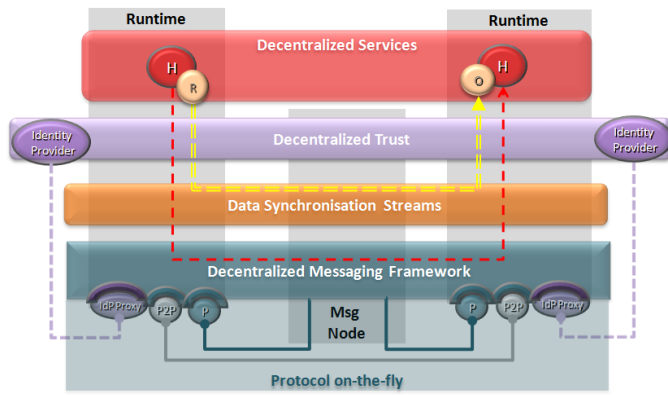 Runtime
Runtime
Decentralized Services
H
R
O
H
Identity
Provider
Decentralized Trust
Identity
Provider
Data Synchronisation Streams
Decentralized Messaging Framework
IdP Proxy
P2P
P
Msg
Node
P
P2P
IdP Proxy
Protocol on-the-fly